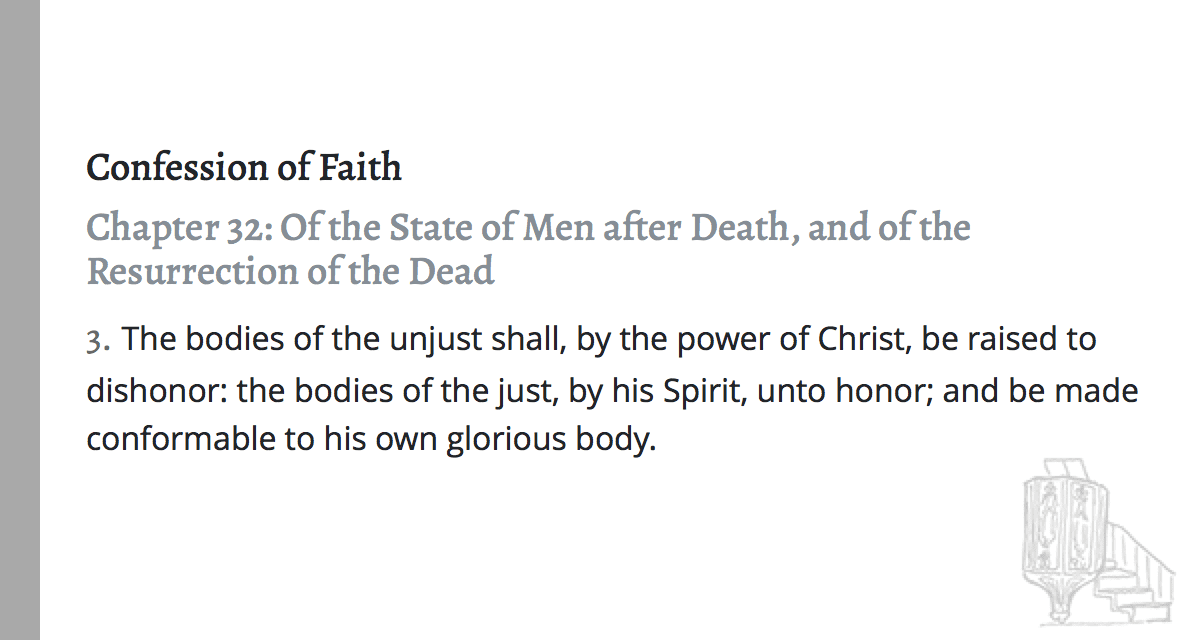 Confession of Faith
Chapter 32: Of the State of Men after Death, and of the
Resurrection of the Dead
3. The bodies of the unjust shall, by the power of Christ, be raised to
dishonor: the bodies of the just, by his Spirit, unto honor; and be made
conformable to his own glorious body.